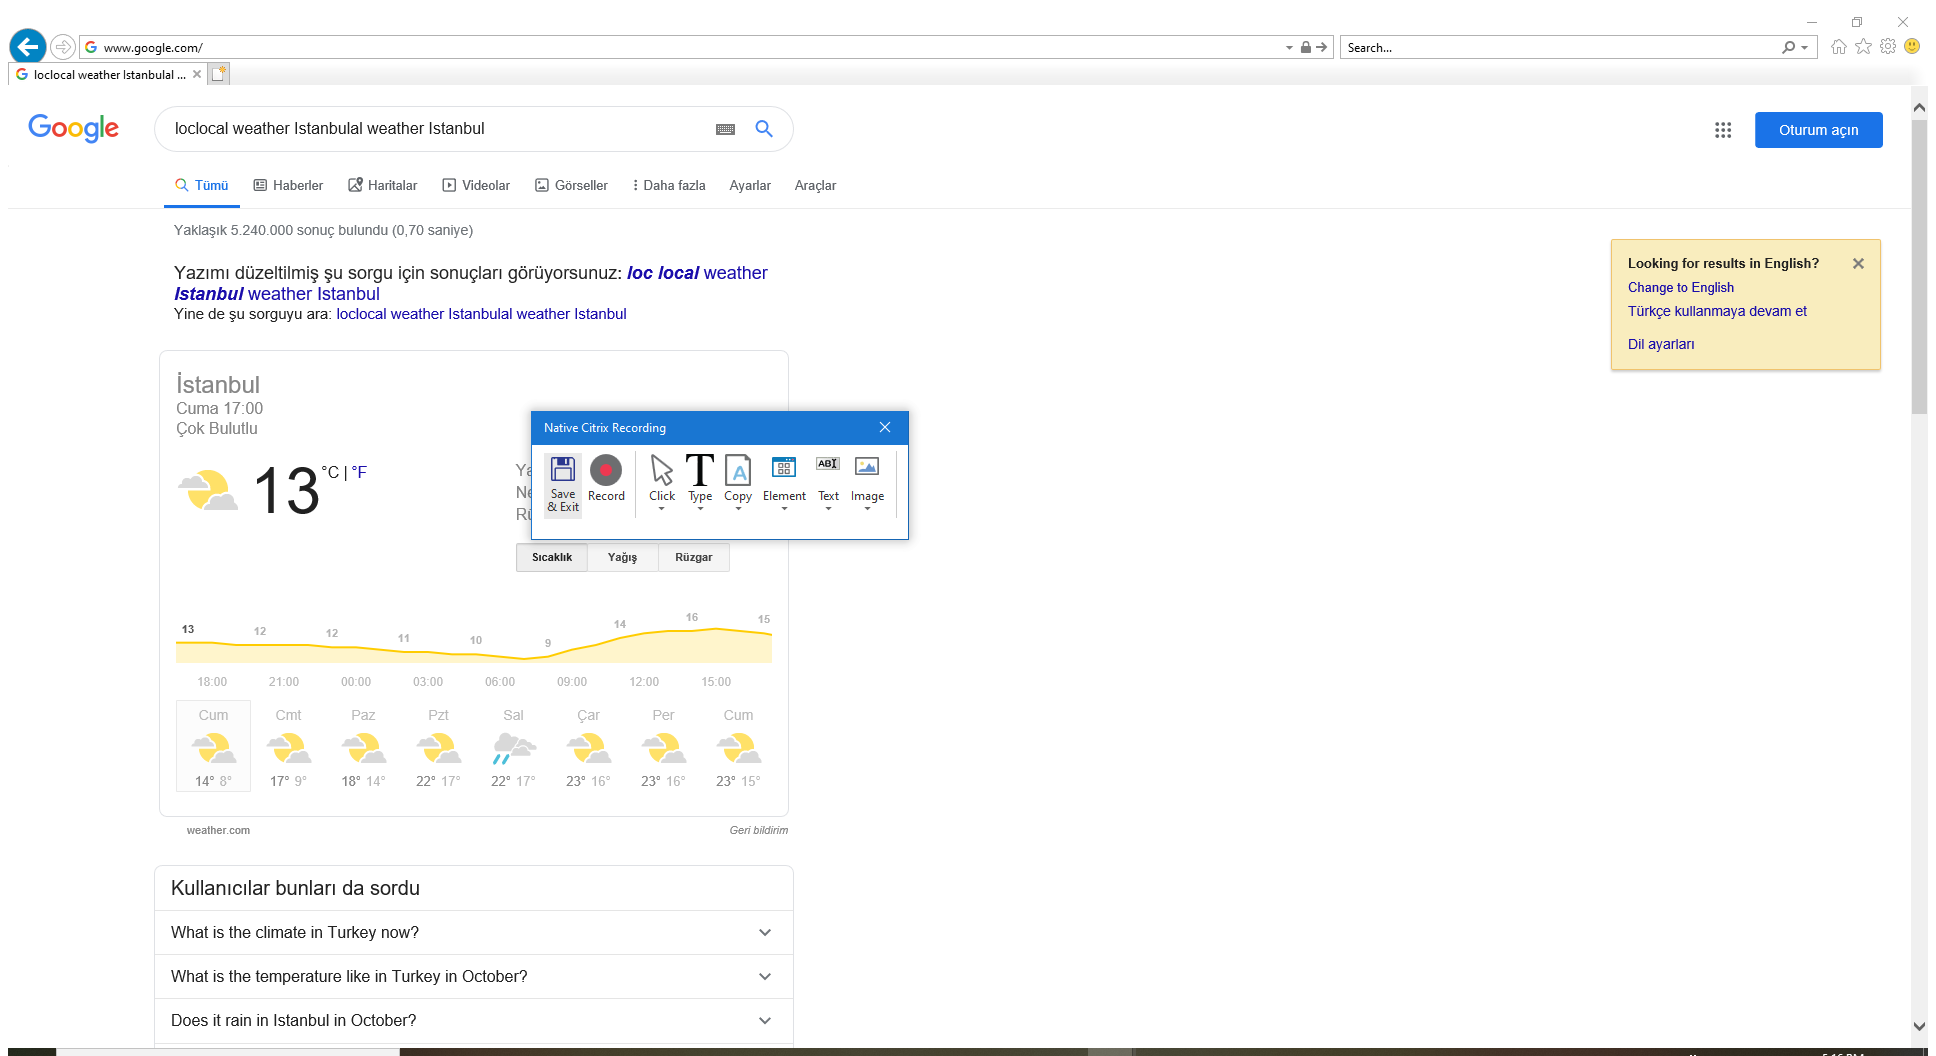 www.google.com/
Search...
loclocal weather Istanbulal ...
Google
loclocal weather Istanbulal weather Istanbul
Oturum açın
Tümü Haberler Haritalar Videolar Görseller Daha fazla Ayarlar Araçlar
Yaklaşık 5.240.000 sonuç bulundu (0,70 saniye)
Yazımı düzeltilmiş şu sorgu için sonuçları görüyorsunuz: loc local weather
Istanbul weather Istanbul
Yine de şu sorguyu ara: loclocal weather Istanbulal weather Istanbul
Looking for results in English?
Change to English
Türkçe kullanmaya devam et
Dil ayarları
İstanbul
Cuma 17:00
Çok Bulutlu
13 °C | °F
Native Citrix Recording
Save
& Exit
Record
Click
Type
Copy
Element
ABI
Text
Image
Sıcaklık Yağış Rüzgar
13 12 12 11 10 9 14 16 15
18:00 21:00 00:00 03:00 06:00 09:00 12:00 15:00
Cum Cmt Paz Pzt Sal Çar Per Cum
14° 8° 17° 9° 18° 14° 22° 17° 22° 17° 23° 16° 23° 16° 23° 15°
weather.com
Geri bildirim
Kullanıcılar bunları da sordu
What is the climate in Turkey now?
What is the temperature like in Turkey in October?
Does it rain in Istanbul in October?